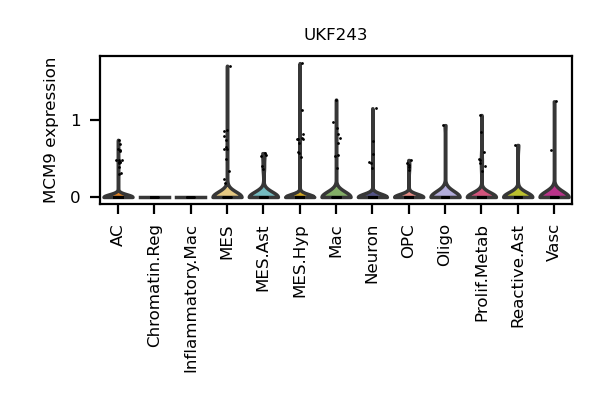 UKF243
MCM9 expression
1
0
AC
Chromatin.Reg
Inflammatory.Mac
MES
MES.Ast
MES.Hyp
Mac
Neuron
OPC
Oligo
Prolif.Metab
Reactive.Ast
Vasc